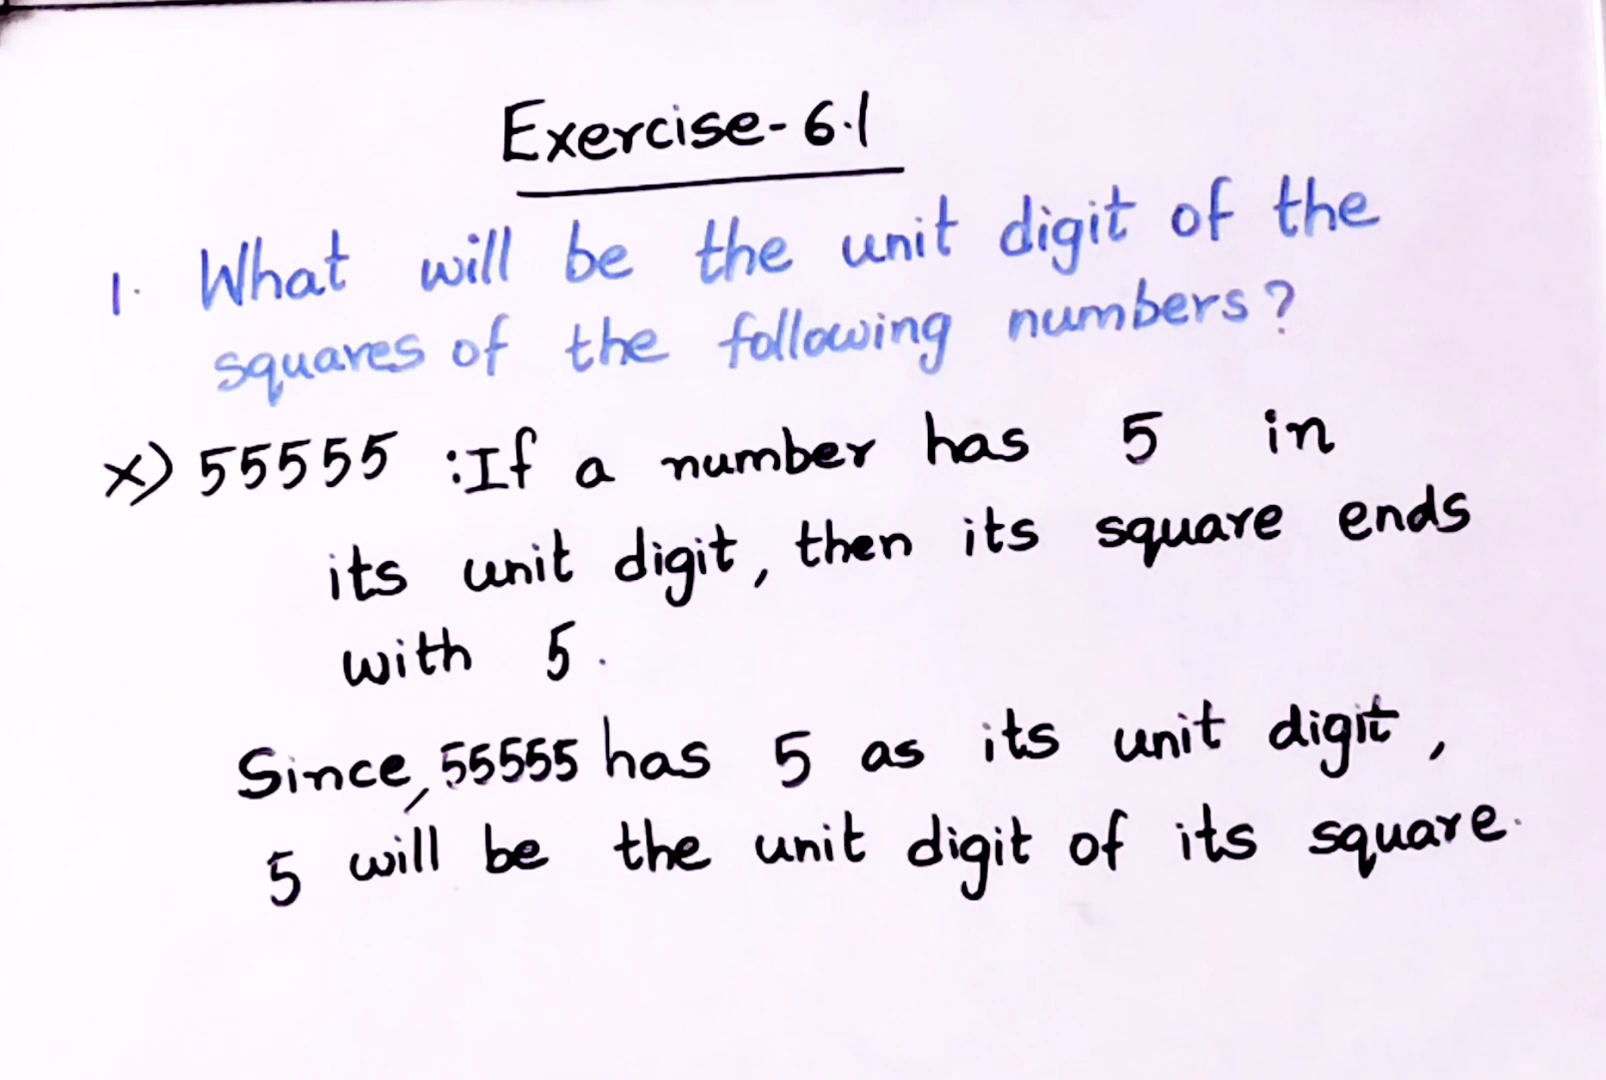 Exercise-6.1
1. What will be the unit digit of the
squares of the following numbers?
x) 55555 :If a number has 5 in
its unit digit, then its square ends
with 5.
Since, 55555 has 5 as its unit digit,
5 will be the unit digit of its square.